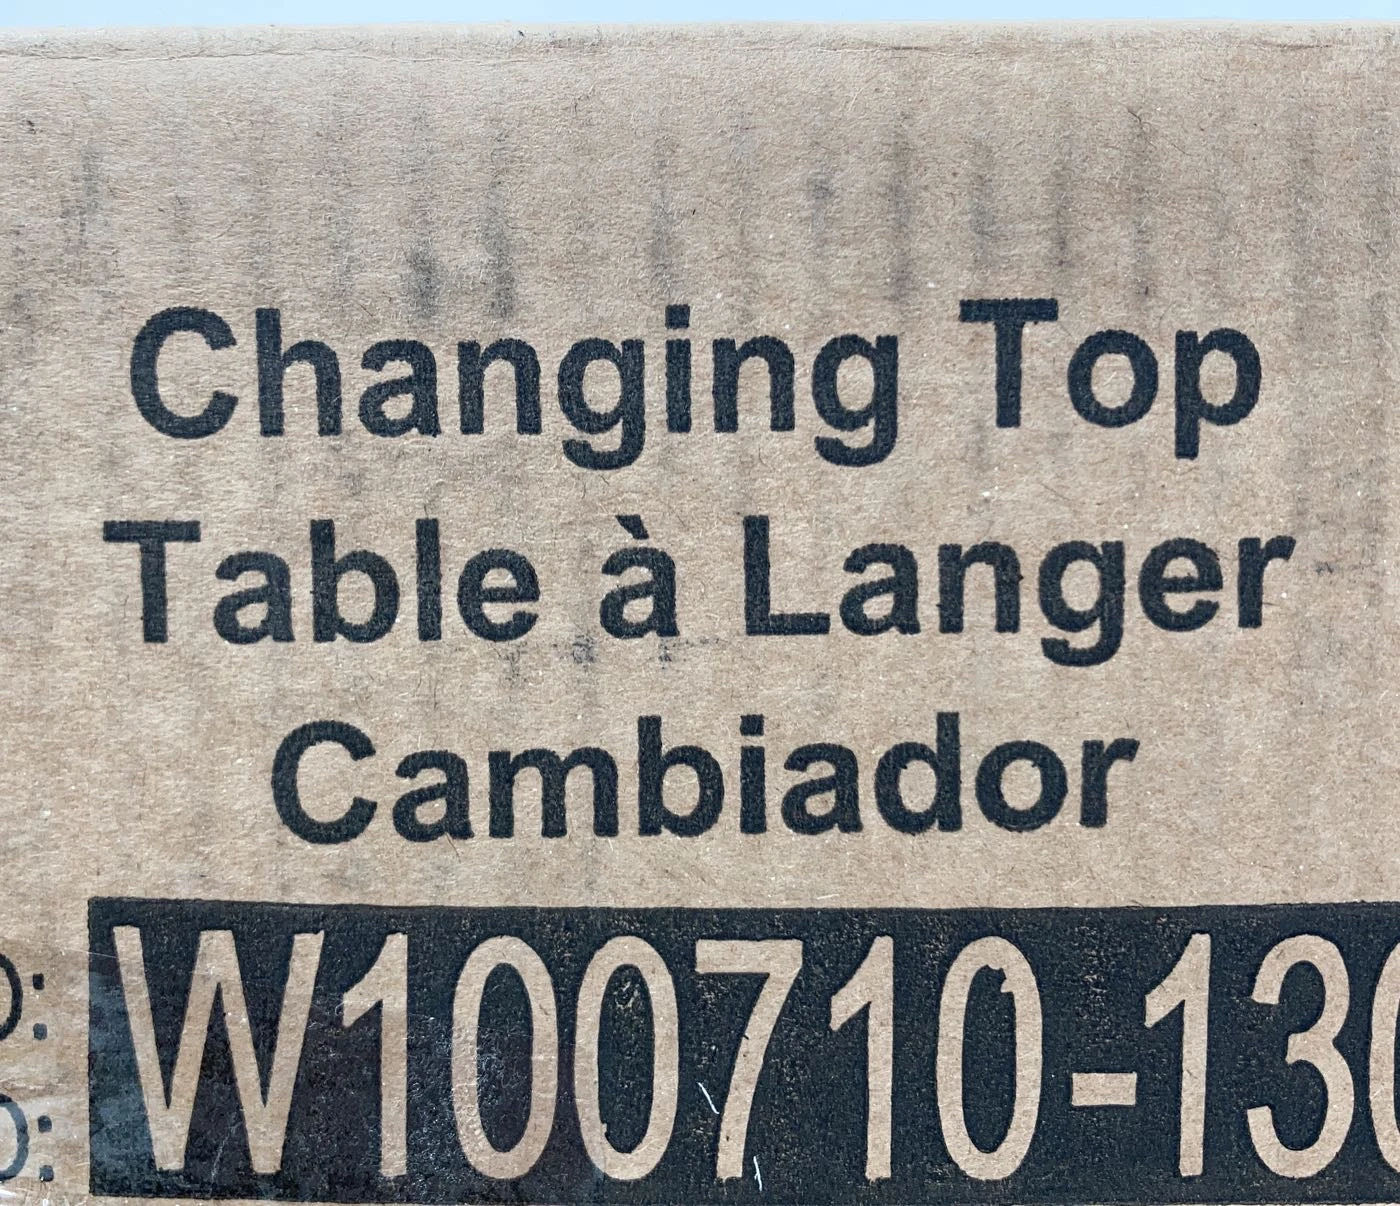 Changing Top
Table à Langer
Cambiador
W100710-13